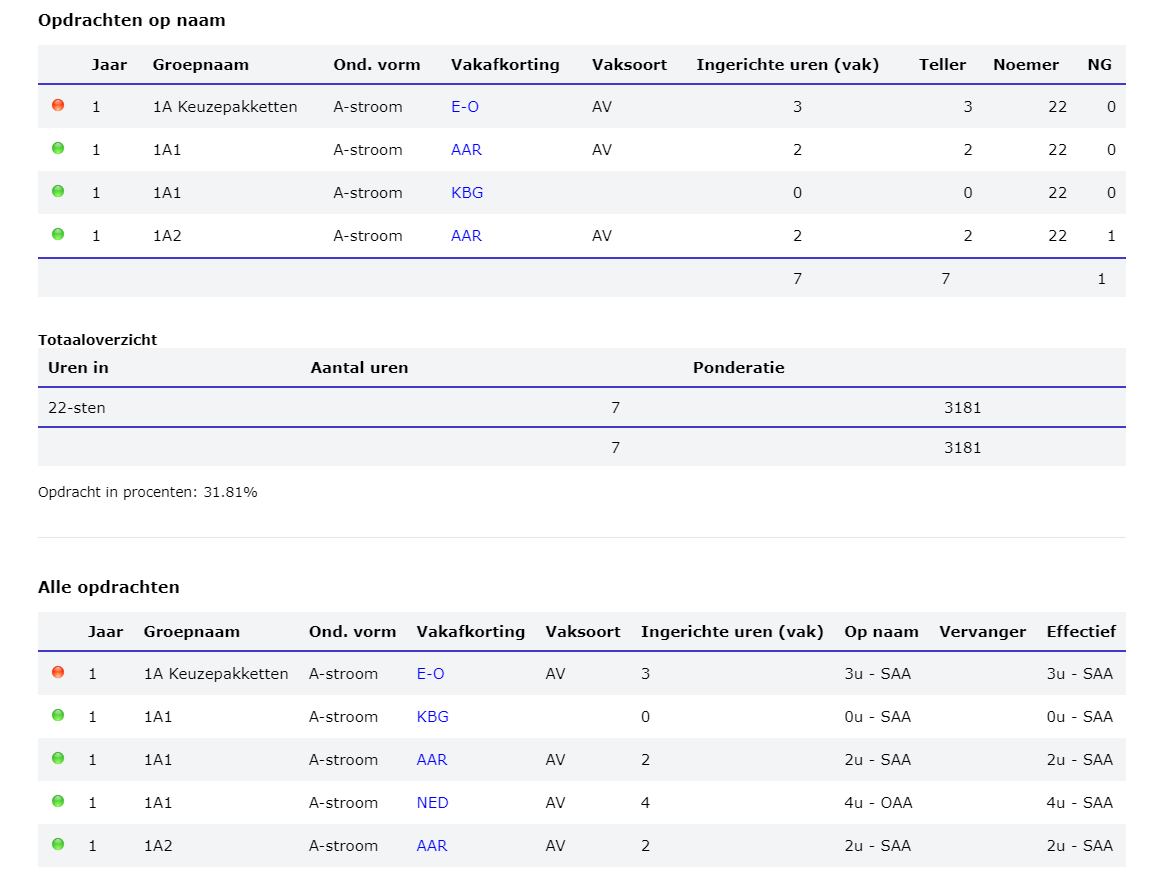 Opdrachten op naam
Jaar Groepnaam Ond. vorm Vakafkorting Vaksoort Ingerichte uren (vak) Teller Noemer NG
1 1A Keuzepakketten A-stroom E-O AV 3 3 22 0
1 1A1 A-stroom AAR AV 2 2 22 0
1 1A1 A-stroom KBG 0 0 22 0
1 1A2 A-stroom AAR AV 2 2 22 1
7 7 1
Totaaloverzicht
Uren in Aantal uren Ponderatie
22-sten 7 3181
7 3181
Opdracht in procenten: 31.81%
Alle opdrachten
Jaar Groepnaam Ond. vorm Vakafkorting Vaksoort Ingerichte uren (vak) Op naam Vervanger Effectief
1 1A Keuzepakketten A-stroom E-O AV 3 3u - SAA 3u - SAA
1 1A1 A-stroom KBG 0 0u - SAA 0u - SAA
1 1A1 A-stroom AAR AV 2 2u - SAA 2u - SAA
1 1A1 A-stroom NED AV 4 4u - OAA 4u - SAA
1 1A2 A-stroom AAR AV 2 2u - SAA 2u - SAA